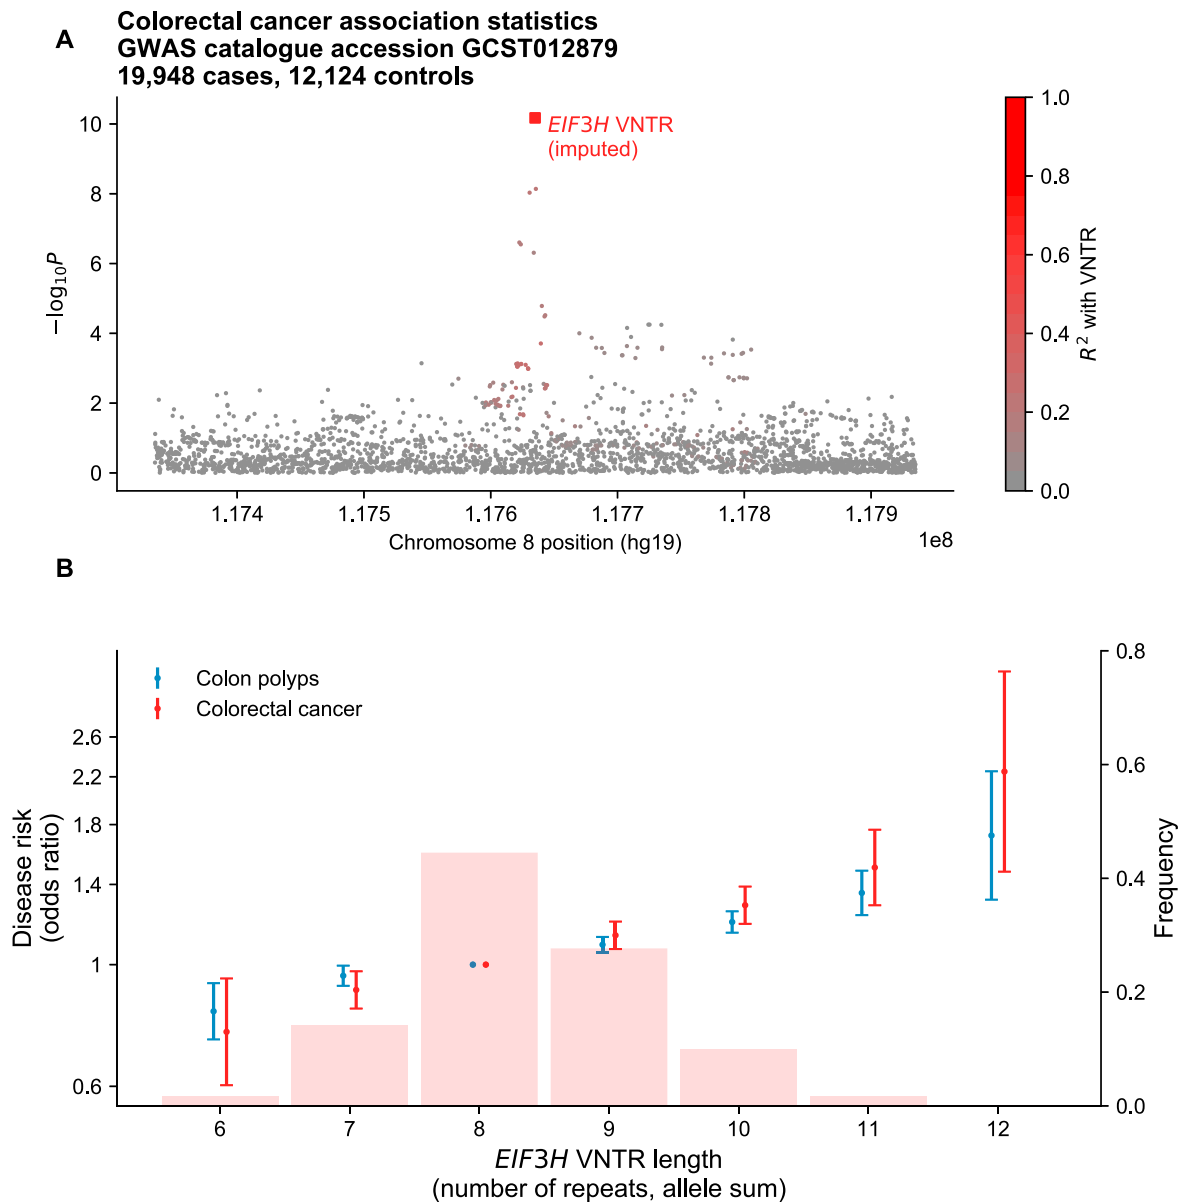 A
Colorectal cancer association statistics
GWAS catalogue accession GCST012879
19,948 cases, 12,124 controls
EIF3H VNTR
(imputed)
−log10P
10
8
6
4
2
0
1.174
1.175
1.176
1.177
1.178
1.179
1e8
Chromosome 8 position (hg19)
1.0
0.8
0.6
0.4
0.2
0.0
R² with VNTR
B
Colon polyps
Colorectal cancer
Disease risk
(odds ratio)
2.6
2.2
1.8
1.4
1
0.6
0.8
0.6
0.4
0.2
0.0
Frequency
6
7
8
9
10
11
12
EIF3H VNTR length
(number of repeats, allele sum)